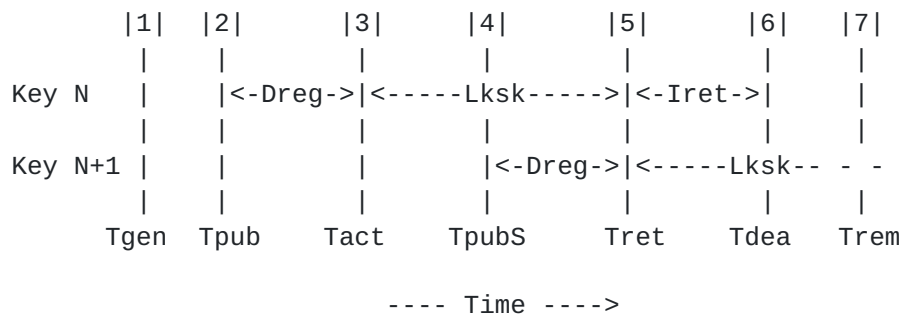 |1| |2| |3| |4| |5| |6| |7|
| | | | | | |
Key N | |<-Dreg->|<-----Lksk----->|<-Iret->| |
| | | | | | |
Key N+1 | | | |<-Dreg->|<-----Lksk-- - -
| | | | | | |
Tgen Tpub Tact TpubS Tret Tdea Trem
---- Time ---->